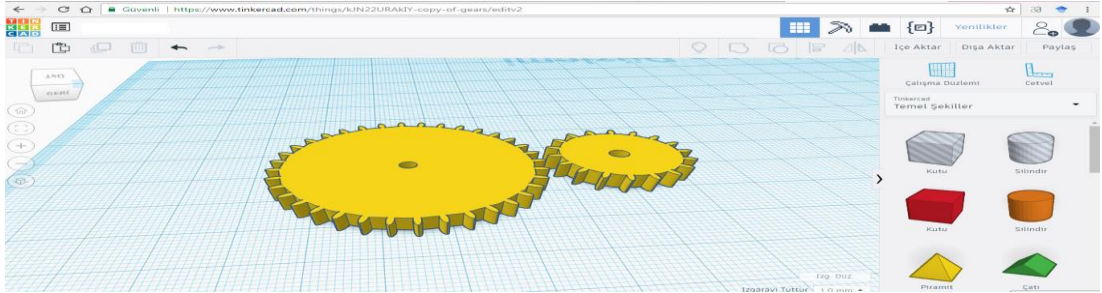 Güvenli | https://www.tinkercad.com/things/kJN22URAkIY-copy-of-gears/editv2
TIN
KER
CAD
Yenilikler
İçe Aktar Dışa Aktar Paylaş
ÜST
GERİ
Çalışma Düzlemi Cetvel
Tinkercad
Temel Şekiller
Kutu Silindir
Kutu Silindir
Piramit Çatı
Izg. Düz
Izgarayı Tuttur 1.0 mm